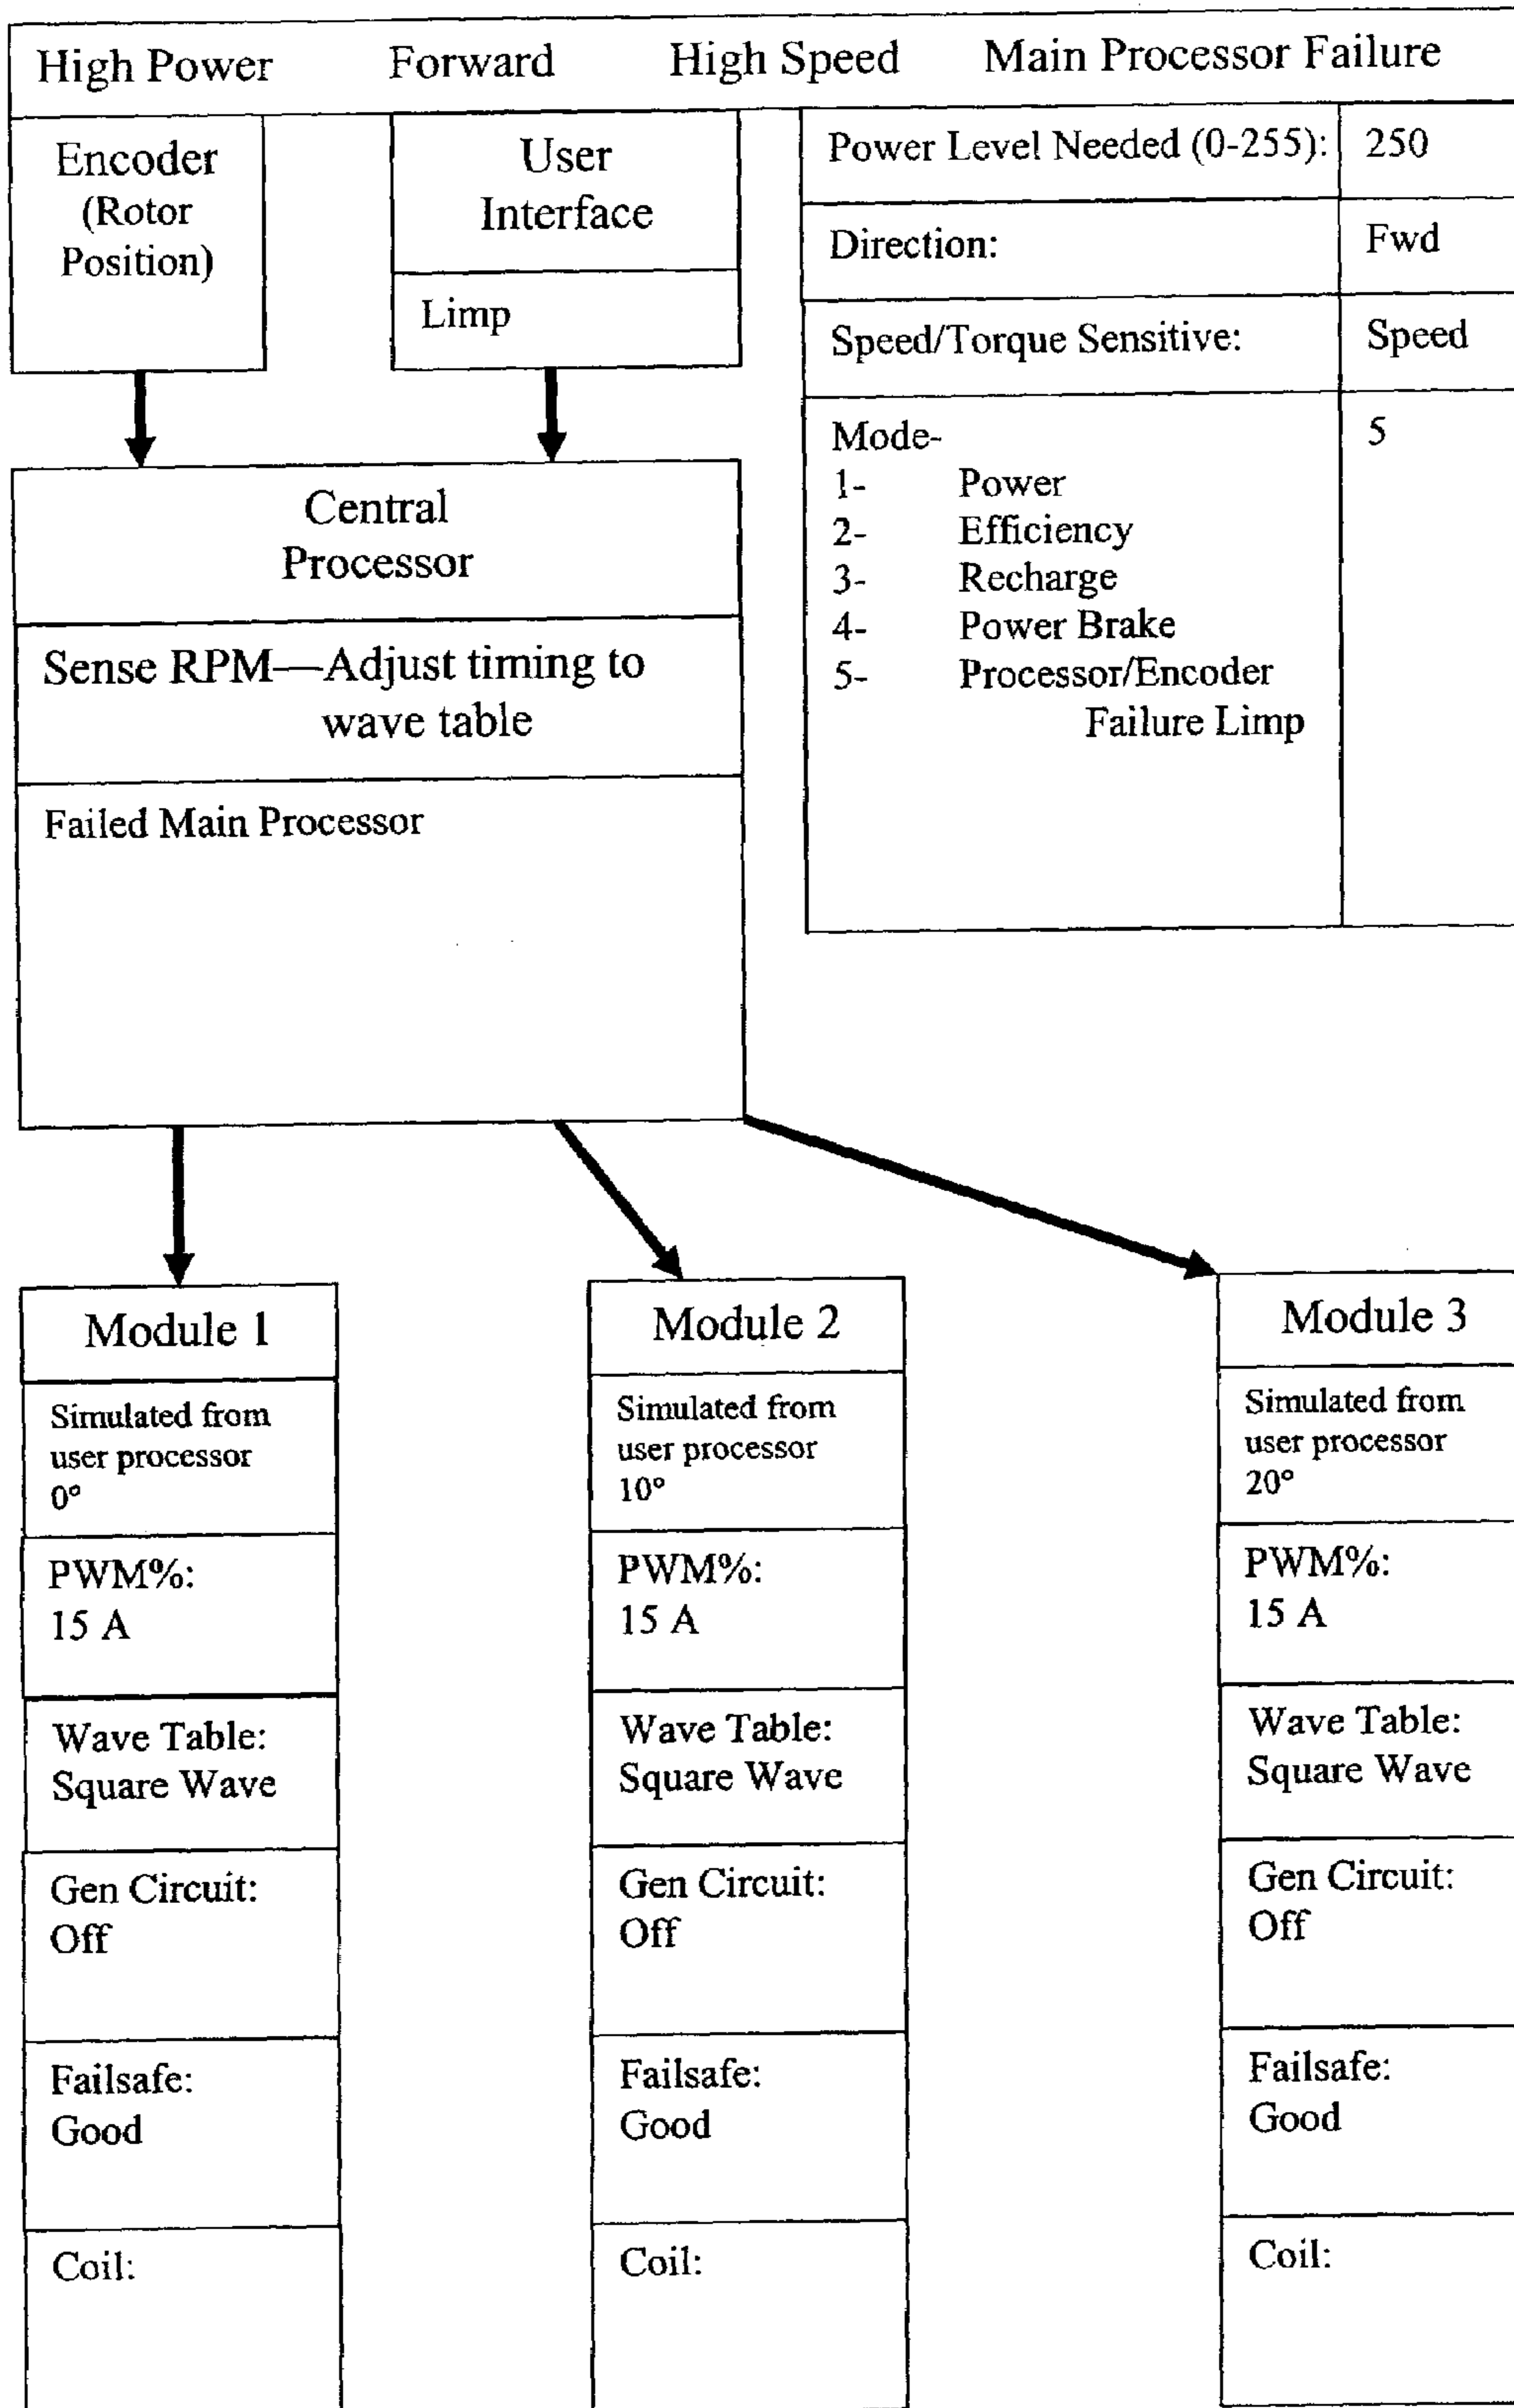 High Power Forward High Speed Main Processor Failure
Encoder
(Rotor
Position)
User
Interface
Limp
Power Level Needed (0-255): 250
Direction: Fwd
Speed/Torque Sensitive: Speed
Mode- 5
1- Power
2- Efficiency
3- Recharge
4- Power Brake
5- Processor/Encoder
Failure Limp
Central
Processor
Sense RPM—Adjust timing to
wave table
Failed Main Processor
Module 1
Simulated from
user processor
0°
PWM%:
15 A
Wave Table:
Square Wave
Gen Circuit:
Off
Failsafe:
Good
Coil:
Module 2
Simulated from
user processor
10°
PWM%:
15 A
Wave Table:
Square Wave
Gen Circuit:
Off
Failsafe:
Good
Coil:
Module 3
Simulated from
user processor
20°
PWM%:
15 A
Wave Table:
Square Wave
Gen Circuit:
Off
Failsafe:
Good
Coil: